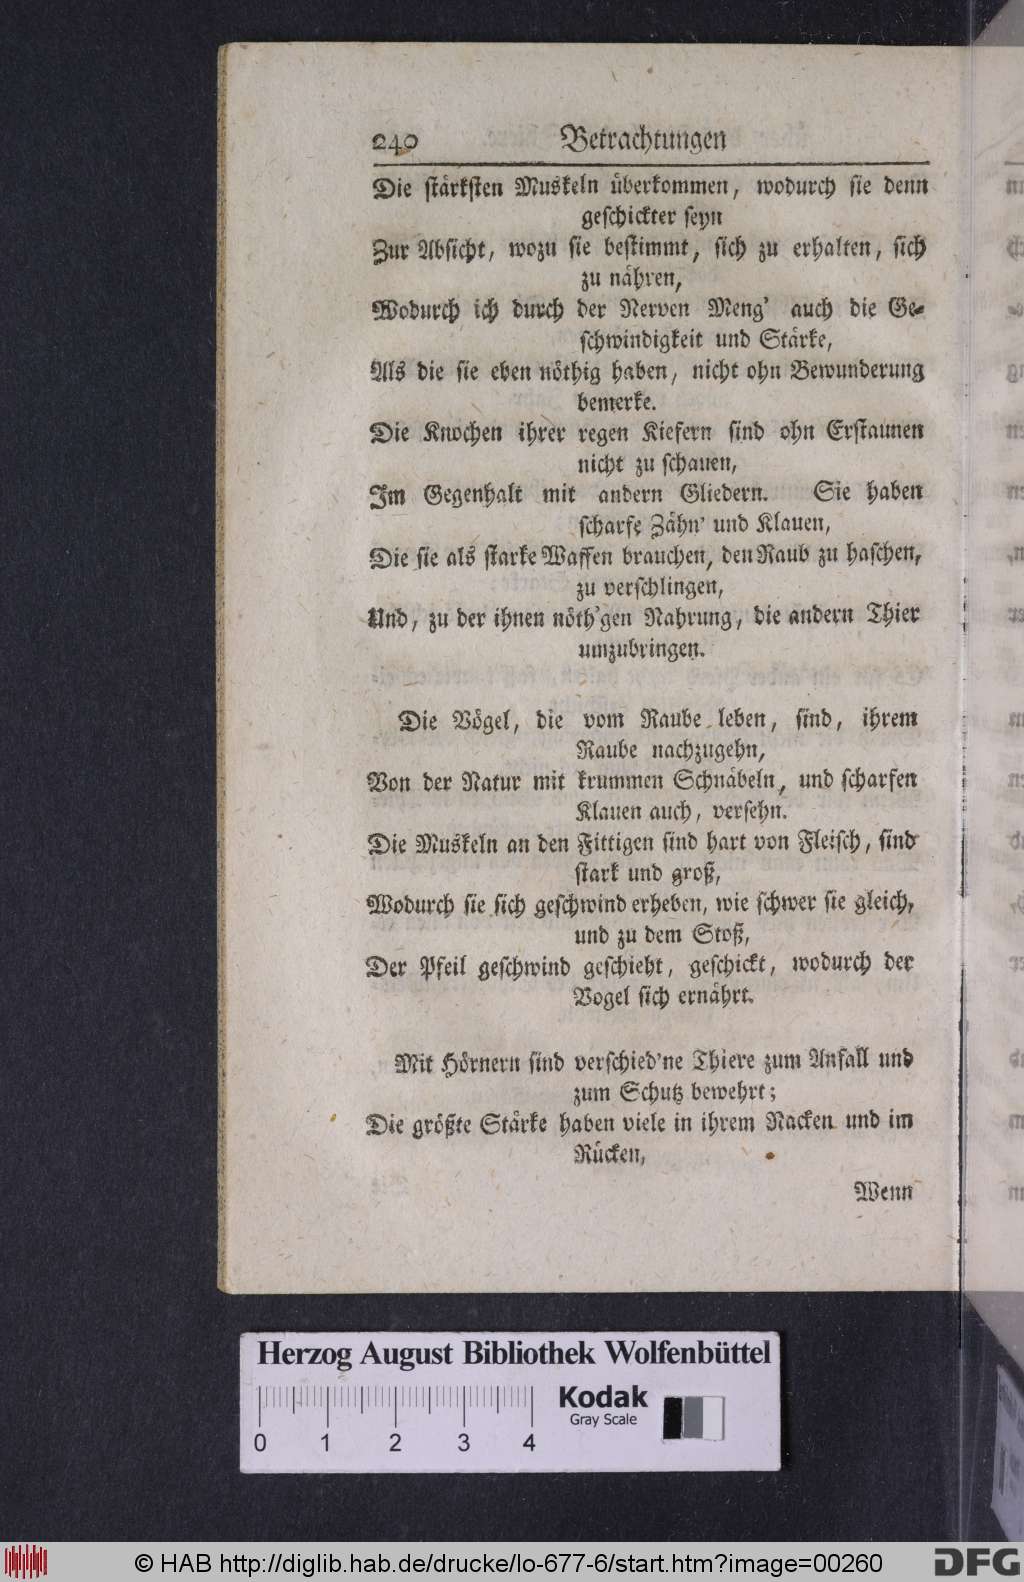 240 Betrachtungen
Die stärksten Muskeln überkommen, wodurch sie denn
geschickter seyn
Zur Absicht, wozu sie bestimmt, sich zu erhalten, sich
zu nähren,
Wodurch ich durch der Nerven Meng' auch die Ge-
schwindigkeit und Stärke,
Als die sie eben nöthig haben, nicht ohn Bewunderung
bemerke.
Die Knochen ihrer regen Kiefern sind ohn Erstaunen
nicht zu schauen,
Im Gegenhalt mit andern Gliedern. Sie haben
scharfe Zähn' und Klauen,
Die sie als starke Waffen brauchen, den Raub zu haschen,
zu verschlingen,
Und, zu der ihnen nöth'gen Nahrung, die andern Thier
umzubringen.
Die Vögel, die vom Raube leben, sind, ihrem
Raube nachzugehn,
Von der Natur mit krummen Schnäbeln, und scharfen
Klauen auch, versehn.
Die Muskeln an den Fittigen sind hart von Fleisch, sind
stark und groß,
Wodurch sie sich geschwind erheben, wie schwer sie gleich,
und zu dem Stoß,
Der Pfeil geschwind geschieht, geschickt, wodurch der
Vogel sich ernährt.
Mit Hörnern sind verschied'ne Thiere zum Anfall und
zum Schutz bewehrt;
Die größte Stärke haben viele in ihrem Nacken und im
Rücken,
Wenn
Herzog August Bibliothek Wolfenbüttel
Kodak
Gray Scale
0 1 2 3 4
© HAB http://diglib.hab.de/drucke/lo-677-6/start.htm?image=00260
DFG